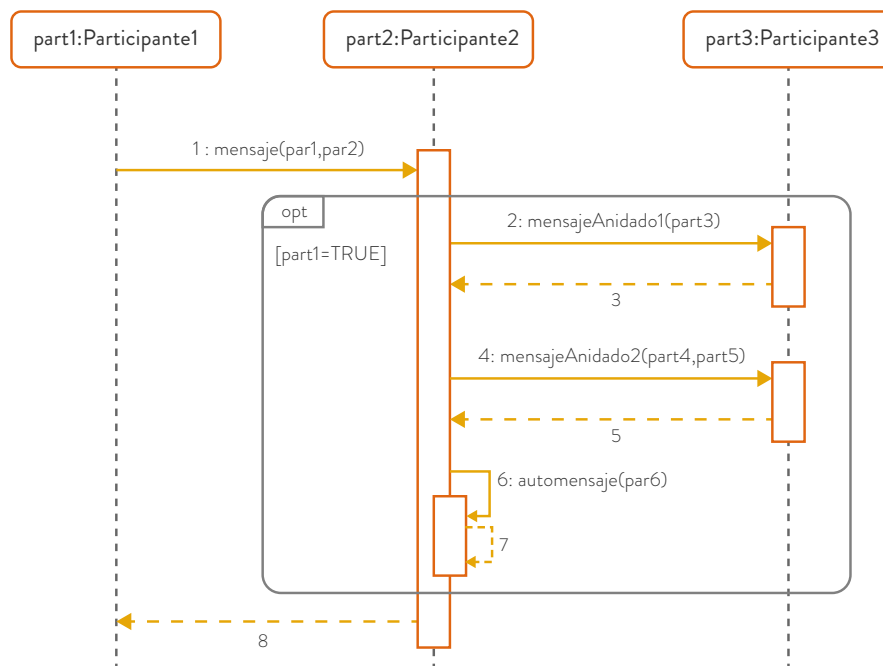 part1:Participante1
part2:Participante2
part3:Participante3
1 : mensaje(par1,par2)
opt
2: mensajeAnidado1(part3)
[part1=TRUE]
3
4: mensajeAnidado2(part4,part5)
5
6: automensaje(par6)
7
8